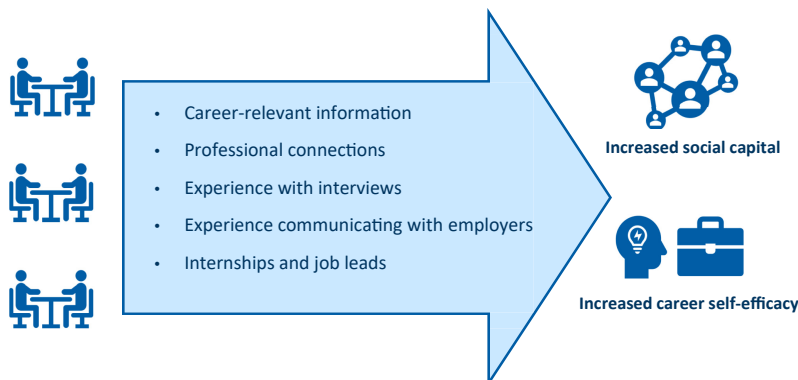 • Career-relevant information
• Professional connections
• Experience with interviews
• Experience communicating with employers
• Internships and job leads
Increased social capital
Increased career self-efficacy